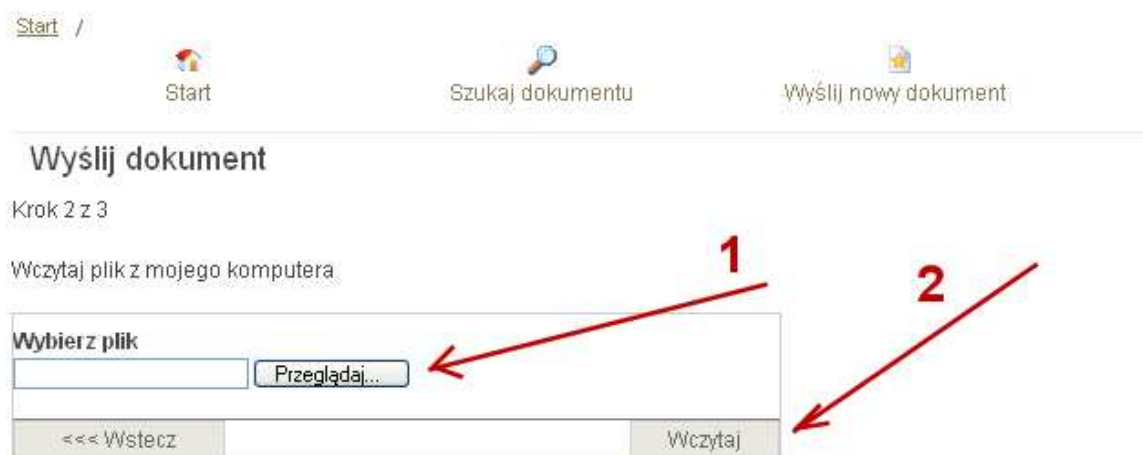 Start /
Start Szukaj dokumentu Wyślij nowy dokument
Wyślij dokument
Krok 2 z 3
Wczytaj plik z mojego komputera
1
2
Wybierz plik
Przeglądaj...
<<< Wstecz Wczytaj